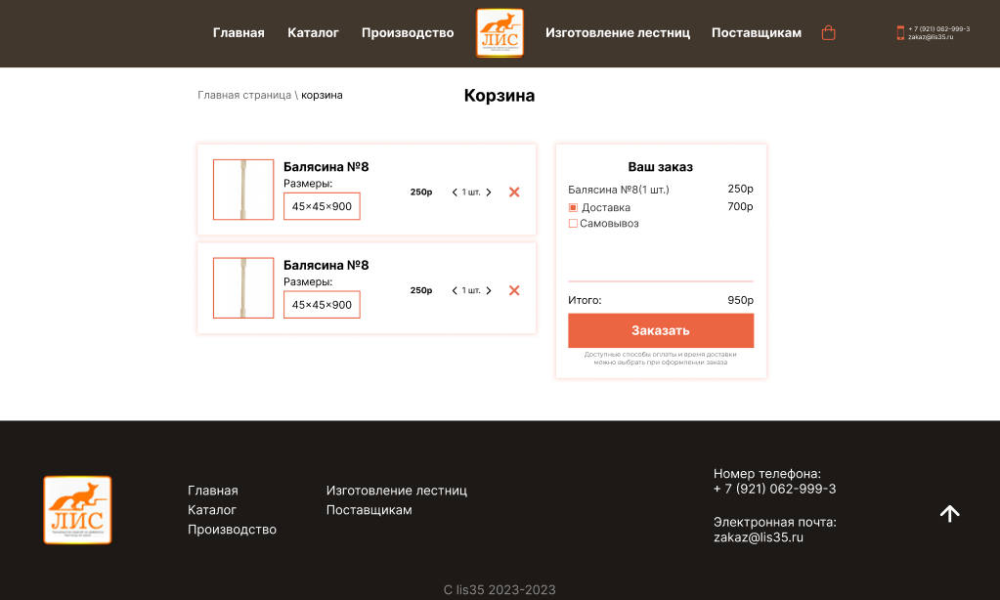 Главная Каталог Производство ЛИС Изготовление лестниц Поставщикам
+ 7 (921) 062-999-3
zakaz@lis35.ru
Главная страница \ корзина
Корзина
Балясина №8
Размеры:
45×45×900
250р
1 шт.
Балясина №8
Размеры:
45×45×900
250р
1 шт.
Ваш заказ
Балясина №8(1 шт.) 250р
Доставка 700р
Самовывоз
Итого: 950р
Заказать
Доступные способы оплаты и время доставки
можно выбрать при оформлении заказа
ЛИС
Главная
Каталог
Производство
Изготовление лестниц
Поставщикам
Номер телефона:
+ 7 (921) 062-999-3
Электронная почта:
zakaz@lis35.ru
C lis35 2023-2023